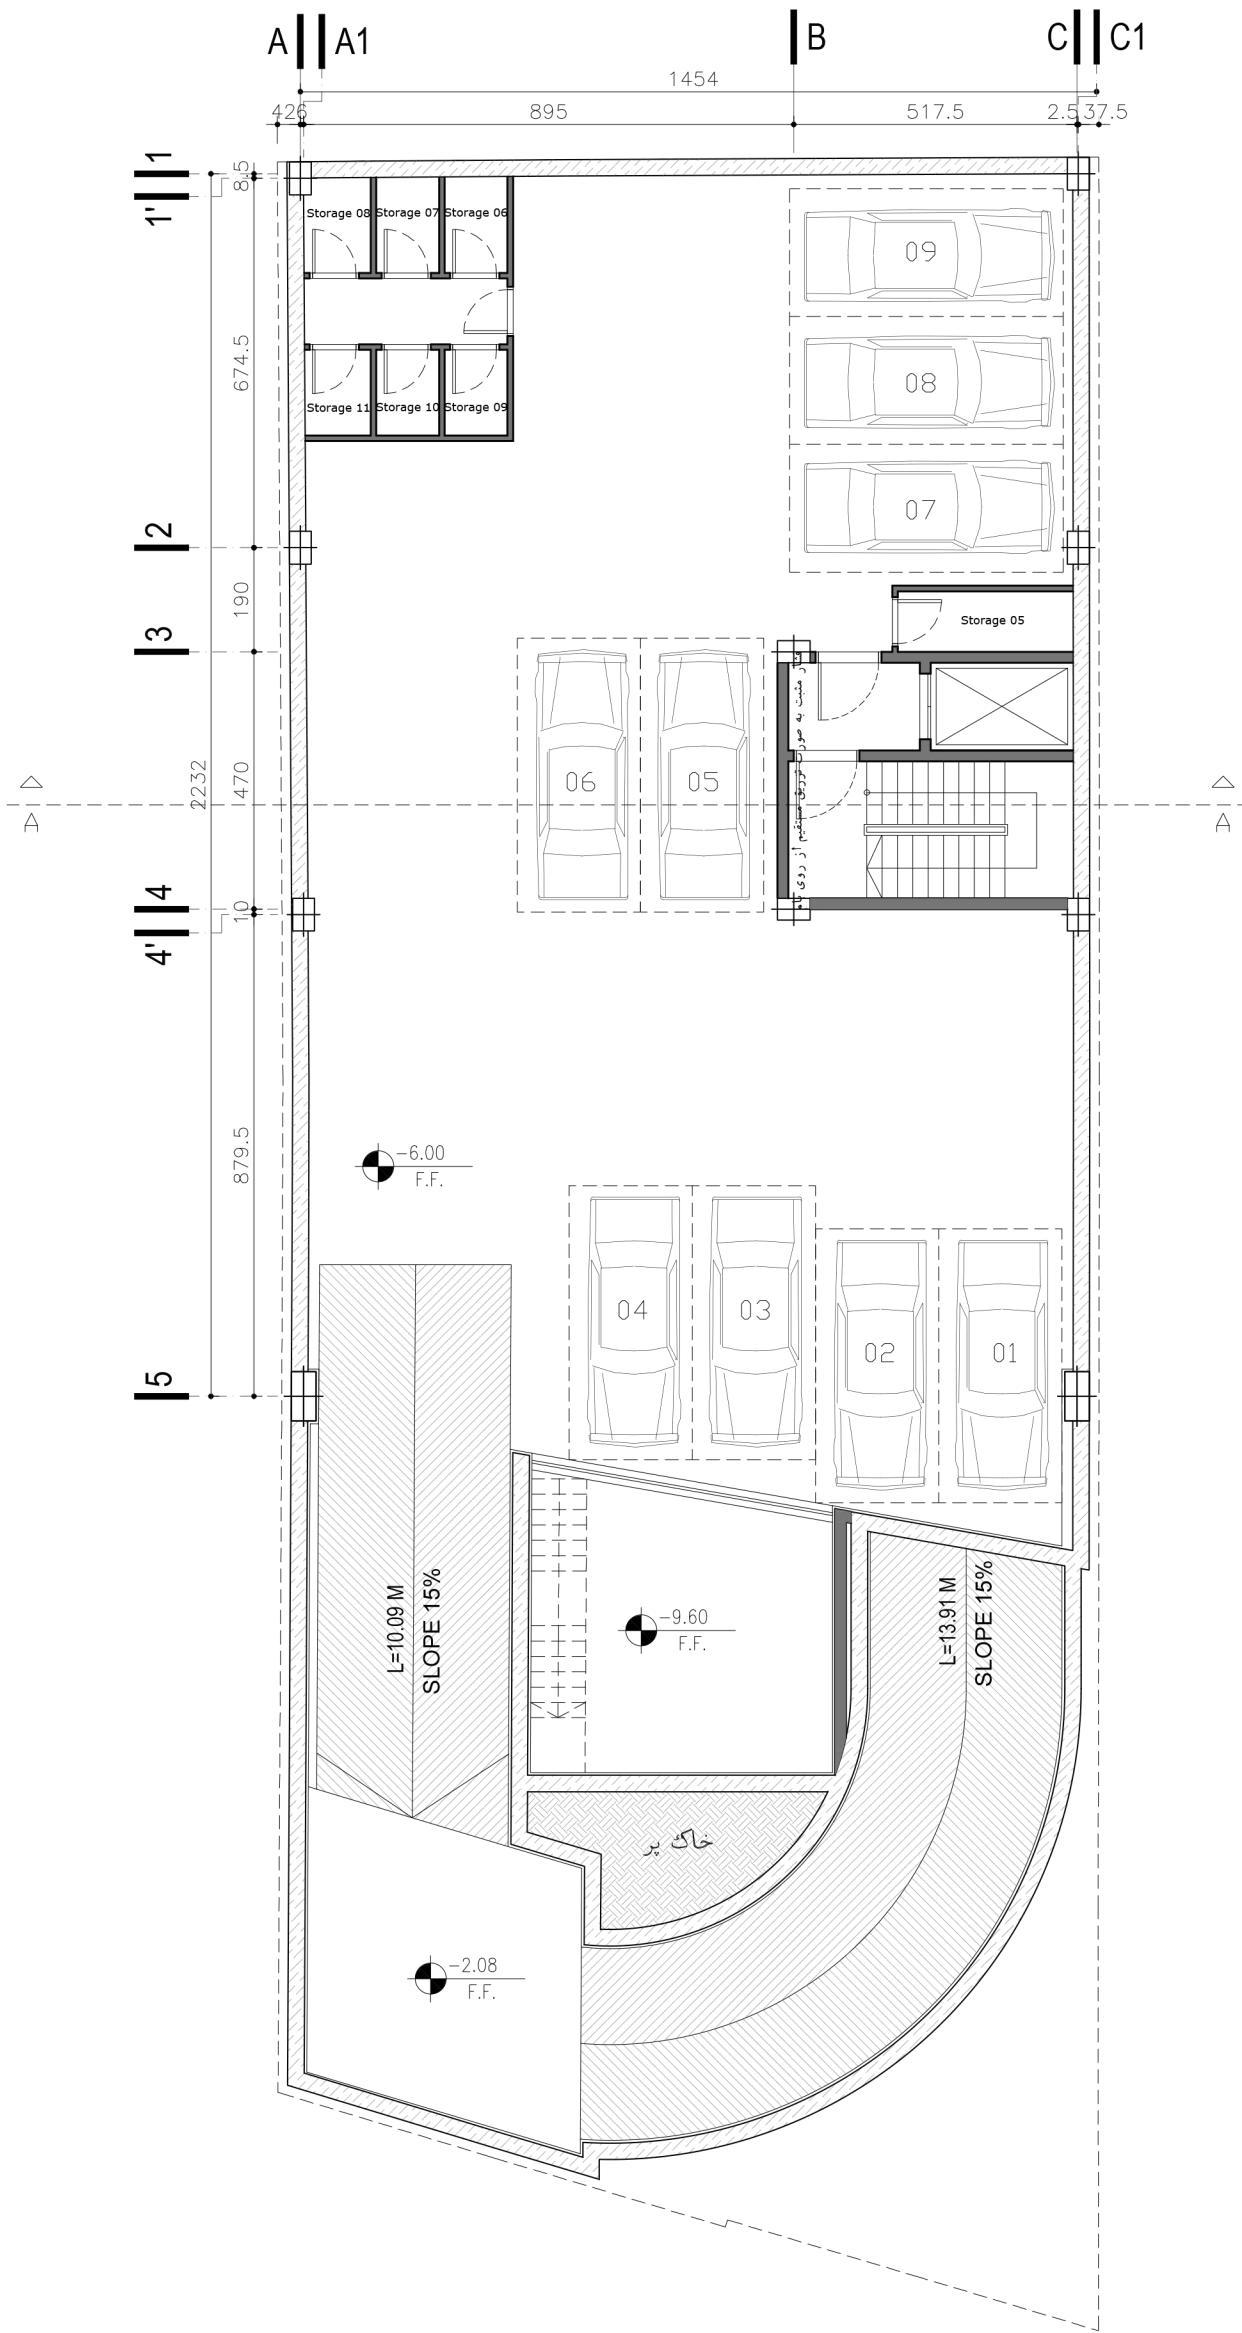 A
A1
B
C
C1
1454
426
895
517.5
2.5
37.5
1
1'
2
3
4
4'
5
8.5
674.5
190
470
10
879.5
2232
Storage 08
Storage 07
Storage 06
Storage 11
Storage 10
Storage 09
09
08
07
Storage 05
06
05
A
A
-6.00
F.F.
04
03
02
01
L=10.09 M
SLOPE 15%
-9.60
F.F.
L=13.91 M
SLOPE 15%
خاک پر
-2.08
F.F.